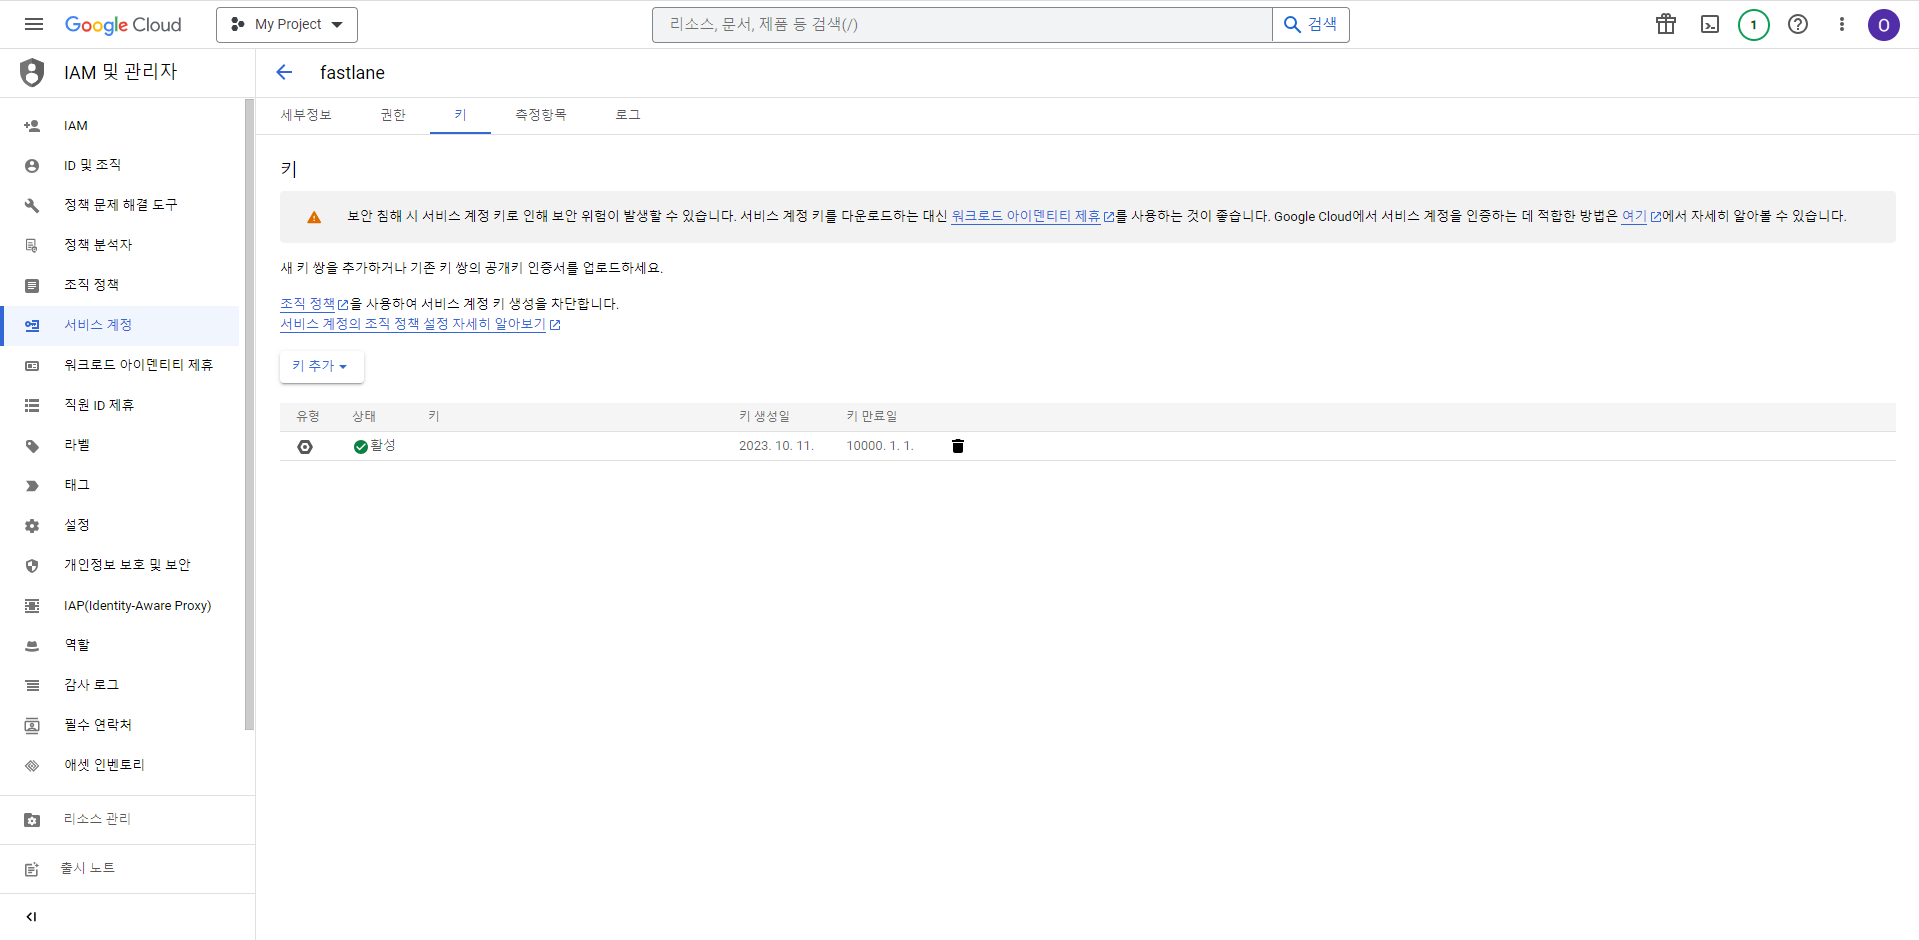 Google Cloud
My Project
리소스, 문서, 제품 등 검색(/)
검색
1
O
IAM 및 관리자
fastlane
세부정보
권한
키
측정항목
로그
IAM
ID 및 조직
정책 문제 해결 도구
정책 분석자
조직 정책
서비스 계정
워크로드 아이덴티티 제휴
직원 ID 제휴
라벨
태그
설정
개인정보 보호 및 보안
IAP(Identity-Aware Proxy)
역할
감사 로그
필수 연락처
애셋 인벤토리
리소스 관리
출시 노트
키
보안 침해 시 서비스 계정 키로 인해 보안 위험이 발생할 수 있습니다. 서비스 계정 키를 다운로드하는 대신 워크로드 아이덴티티 제휴를 사용하는 것이 좋습니다. Google Cloud에서 서비스 계정을 인증하는 데 적합한 방법은 여기에서 자세히 알아볼 수 있습니다.
새 키 쌍을 추가하거나 기존 키 쌍의 공개키 인증서를 업로드하세요.
조직 정책을 사용하여 서비스 계정 키 생성을 차단합니다.
서비스 계정의 조직 정책 설정 자세히 알아보기
키 추가
유형 상태 키 키 생성일 키 만료일
활성 2023. 10. 11. 10000. 1. 1.